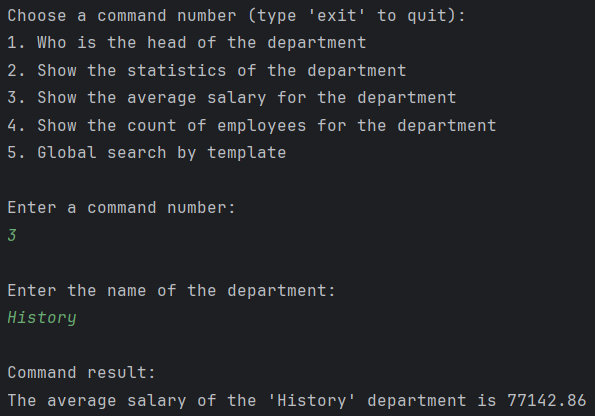 Choose a command number (type 'exit' to quit):
1. Who is the head of the department
2. Show the statistics of the department
3. Show the average salary for the department
4. Show the count of employees for the department
5. Global search by template
Enter a command number:
3
Enter the name of the department:
History
Command result:
The average salary of the 'History' department is 77142.86